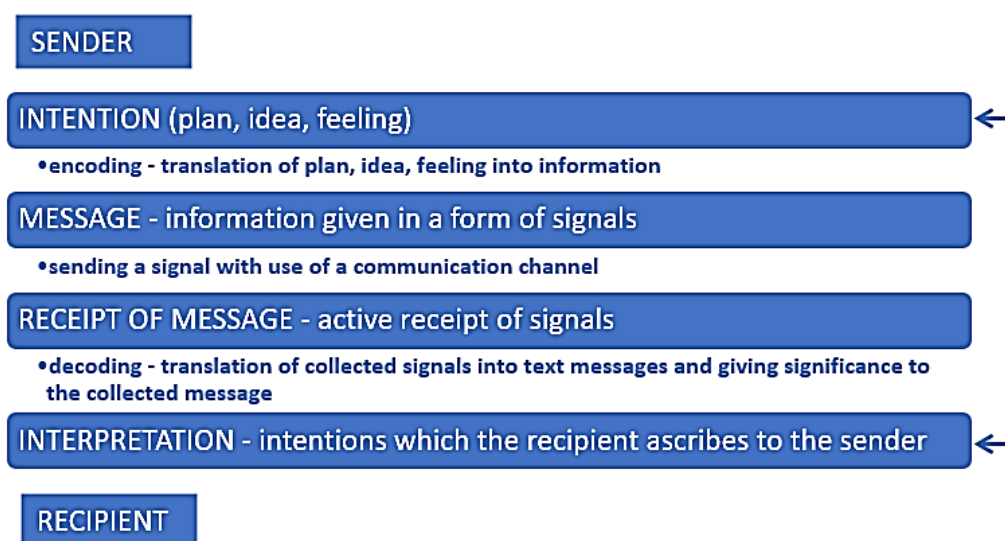 SENDER
INTENTION (plan, idea, feeling)
•encoding - translation of plan, idea, feeling into information
MESSAGE - information given in a form of signals
•sending a signal with use of a communication channel
RECEIPT OF MESSAGE - active receipt of signals
•decoding - translation of collected signals into text messages and giving significance to
the collected message
INTERPRETATION - intentions which the recipient ascribes to the sender
RECIPIENT